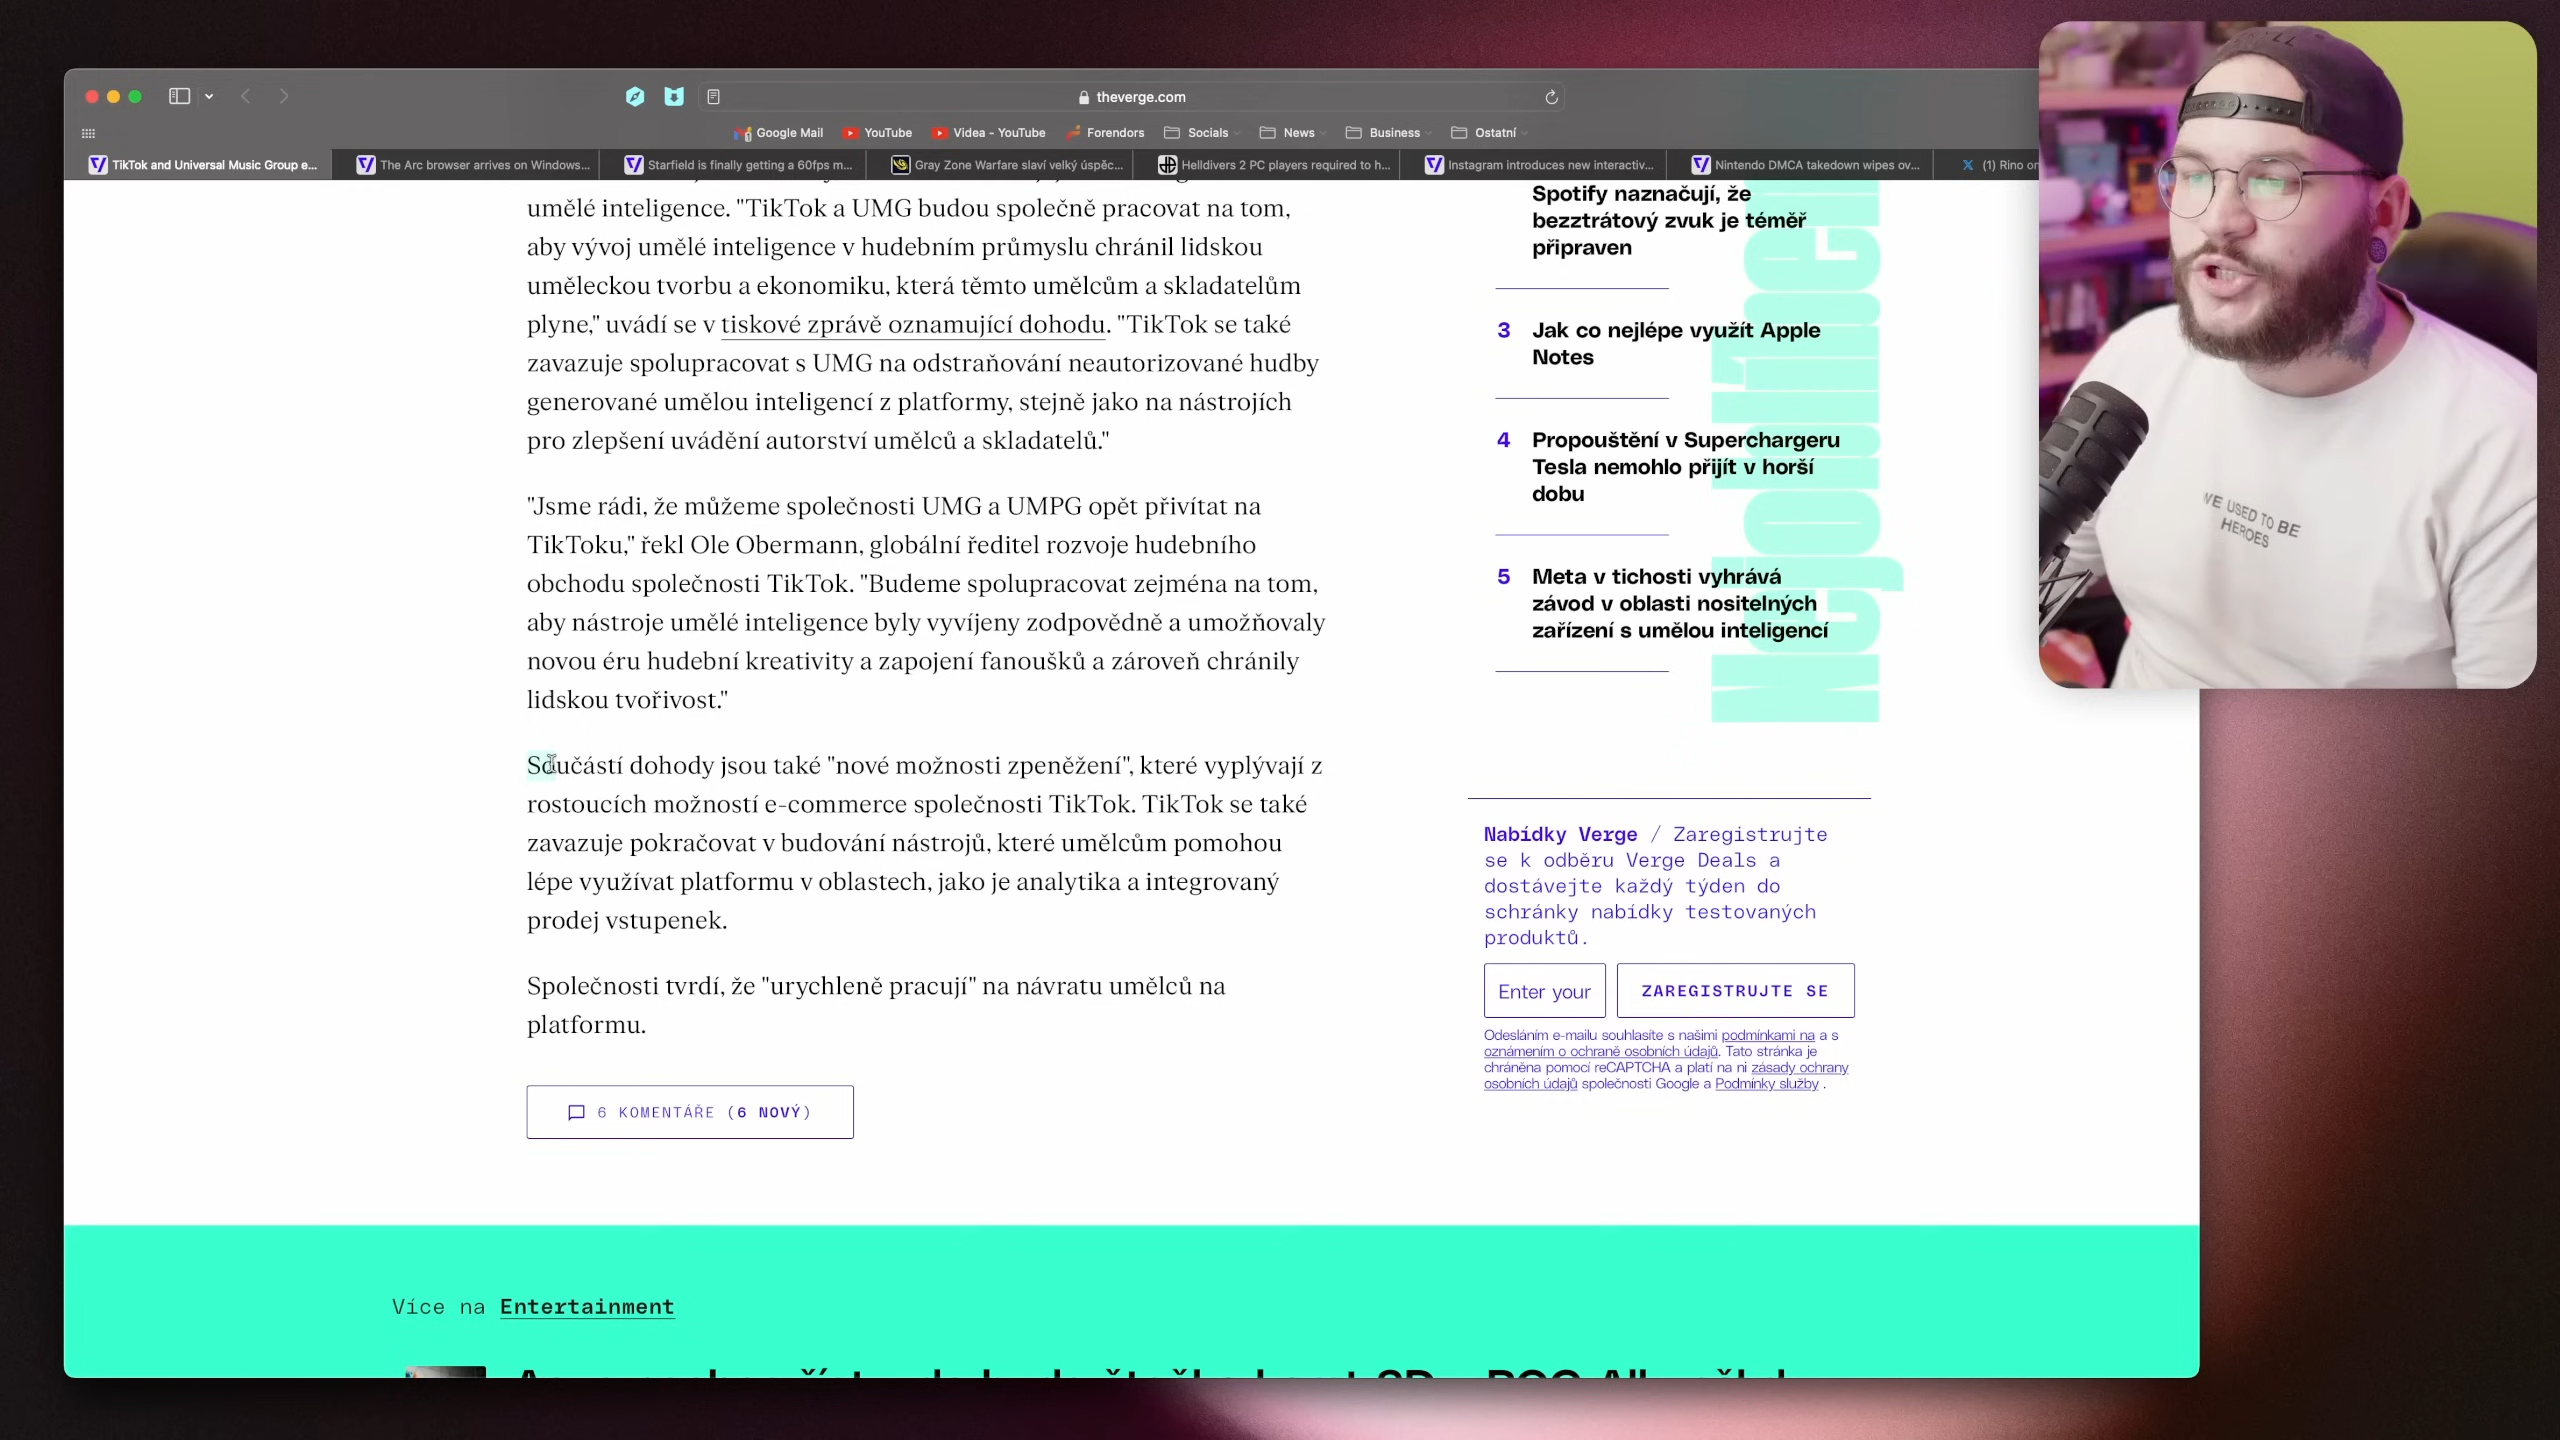 theverge.com
Google Mail
YouTube
Videa - YouTube
Forendors
Socials
News
Business
Ostatní
TikTok and Universal Music Group e...
The Arc browser arrives on Windows...
Starfield is finally getting a 60fps m...
Gray Zone Warfare slaví velký úspěc...
Helldivers 2 PC players required to h...
Instagram introduces new interactiv...
Nintendo DMCA takedown wipes ov...
(1) Rino on
umělé inteligence. "TikTok a UMG budou společně pracovat na tom,
aby vývoj umělé inteligence v hudebním průmyslu chránil lidskou
uměleckou tvorbu a ekonomiku, která těmto umělcům a skladatelům
plyne," uvádí se v tiskové zprávě oznamující dohodu. "TikTok se také
zavazuje spolupracovat s UMG na odstraňování neautorizované hudby
generované umělou inteligencí z platformy, stejně jako na nástrojích
pro zlepšení uvádění autorství umělců a skladatelů."
"Jsme rádi, že můžeme společnosti UMG a UMPG opět přivítat na
TikToku," řekl Ole Obermann, globální ředitel rozvoje hudebního
obchodu společnosti TikTok. "Budeme spolupracovat zejména na tom,
aby nástroje umělé inteligence byly vyvíjeny zodpovědně a umožňovaly
novou éru hudební kreativity a zapojení fanoušků a zároveň chránily
lidskou tvořivost."
Součástí dohody jsou také "nové možnosti zpeněžení", které vyplývají z
rostoucích možností e-commerce společnosti TikTok. TikTok se také
zavazuje pokračovat v budování nástrojů, které umělcům pomohou
lépe využívat platformu v oblastech, jako je analytika a integrovaný
prodej vstupenek.
Společnosti tvrdí, že "urychleně pracují" na návratu umělců na
platformu.
6 KOMENTÁŘE (6 NOVÝ)
Spotify naznačují, že
bezztrátový zvuk je téměř
připraven
3 Jak co nejlépe využít Apple
Notes
4 Propouštění v Superchargeru
Tesla nemohlo přijít v horší
dobu
5 Meta v tichosti vyhrává
závod v oblasti nositelných
zařízení s umělou inteligencí
Nabídky Verge / Zaregistrujte
se k odběru Verge Deals a
dostávejte každý týden do
schránky nabídky testovaných
produktů.
Enter your
ZAREGISTRUJTE SE
Odesláním e-mailu souhlasíte s našimi podmínkami na a s
oznámením o ochraně osobních údajů. Tato stránka je
chráněna pomocí reCAPTCHA a platí na ni zásady ochrany
osobních údajů společnosti Google a Podmínky služby .
Více na Entertainment
WE USED TO BE
HEROES